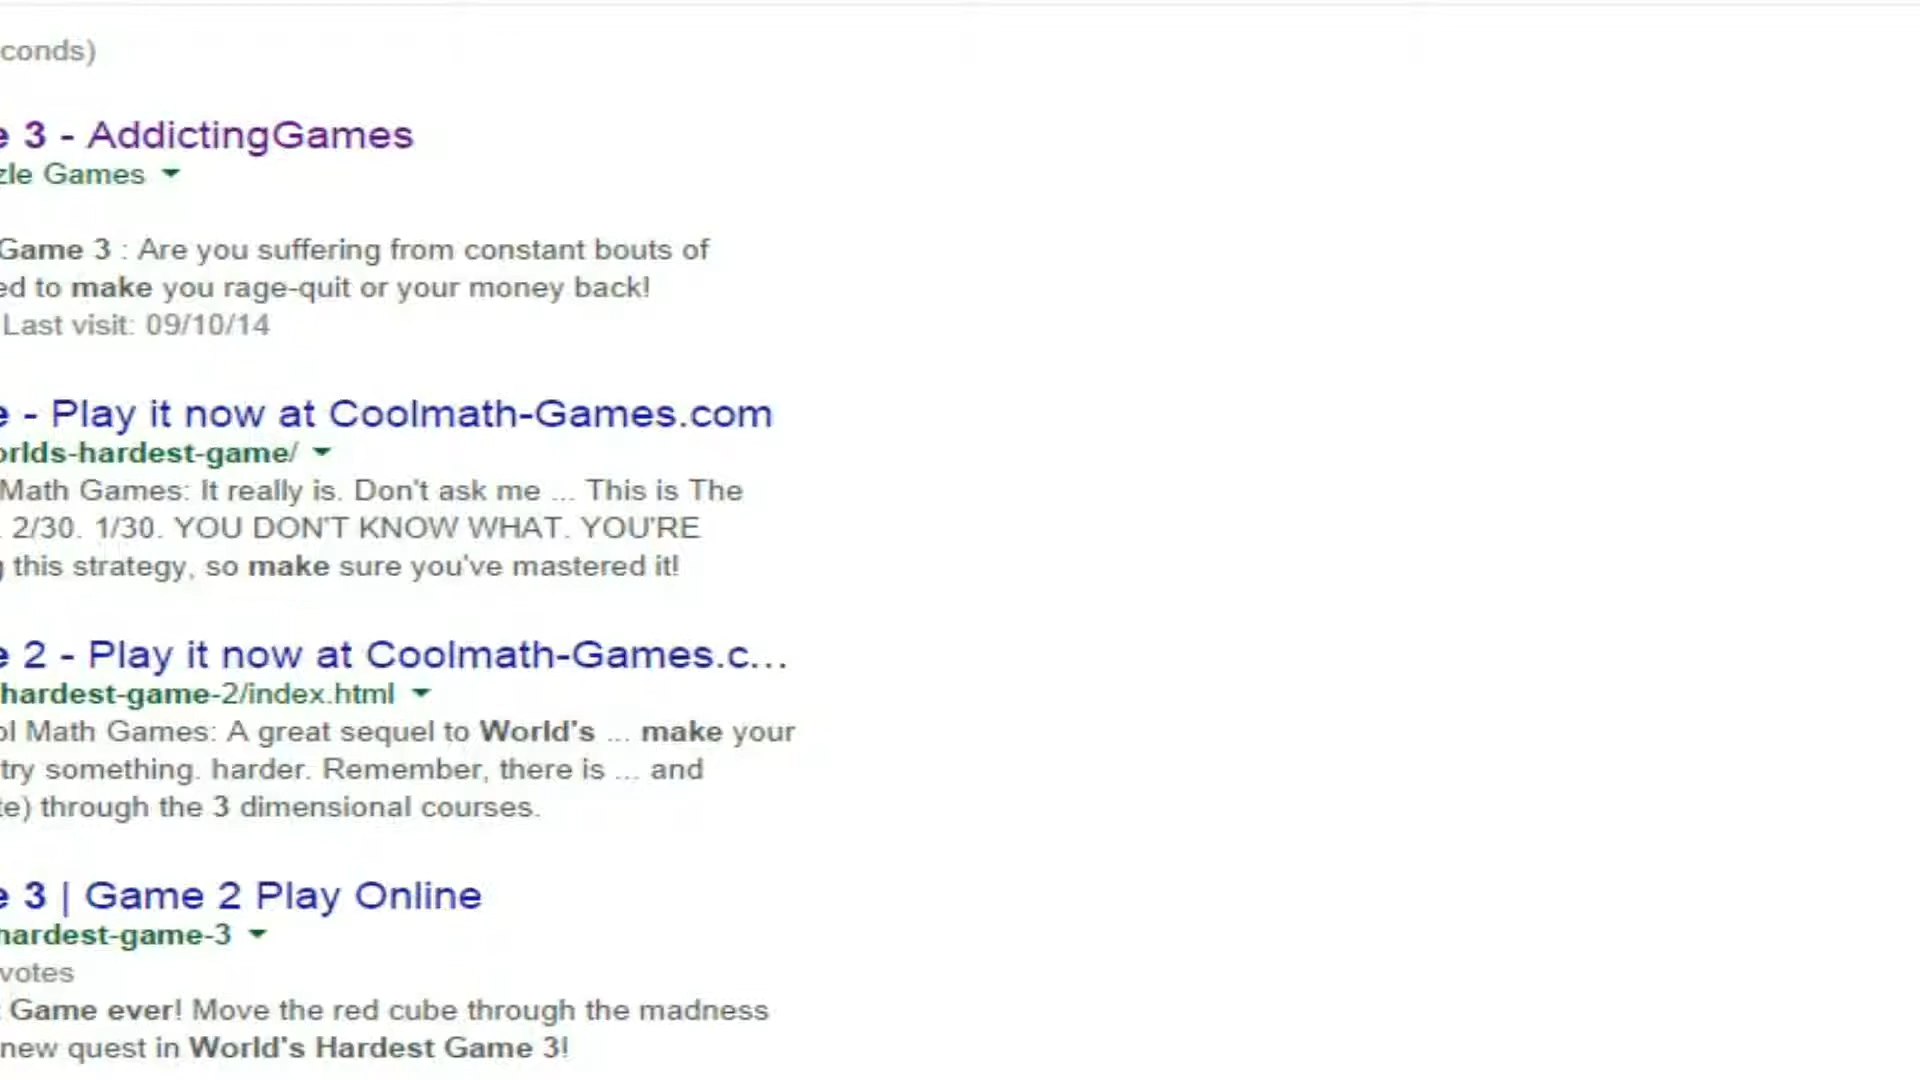 conds)
e 3 - AddictingGames
zle Games
Game 3 : Are you suffering from constant bouts of
ed to make you rage-quit or your money back!
Last visit: 09/10/14
e - Play it now at Coolmath-Games.com
orlds-hardest-game/
Math Games: It really is. Don't ask me ... This is The
. 2/30. 1/30. YOU DON'T KNOW WHAT. YOU'RE
g this strategy, so make sure you've mastered it!
e 2 - Play it now at Coolmath-Games.c...
hardest-game-2/index.html
ol Math Games: A great sequel to World's ... make your
try something. harder. Remember, there is ... and
te) through the 3 dimensional courses.
e 3 | Game 2 Play Online
hardest-game-3
votes
t Game ever! Move the red cube through the madness
new quest in World's Hardest Game 3!